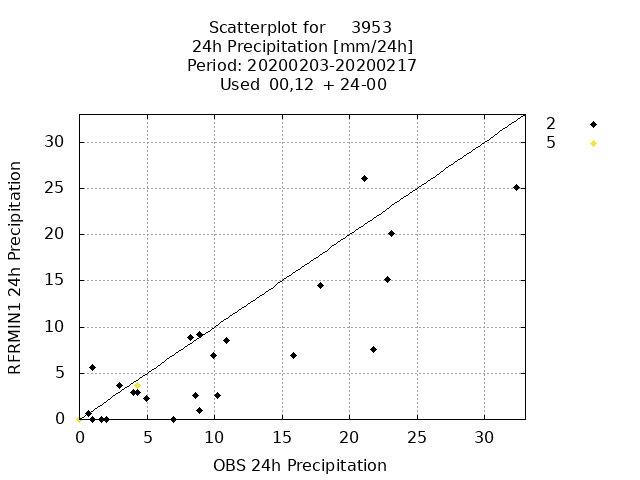 Scatterplot for 3953
24h Precipitation [mm/24h]
Period: 20200203-20200217
Used 00,12 + 24-00
2
5
RFRMIN1 24h Precipitation
30
25
20
15
10
5
0
0 5 10 15 20 25 30
OBS 24h Precipitation